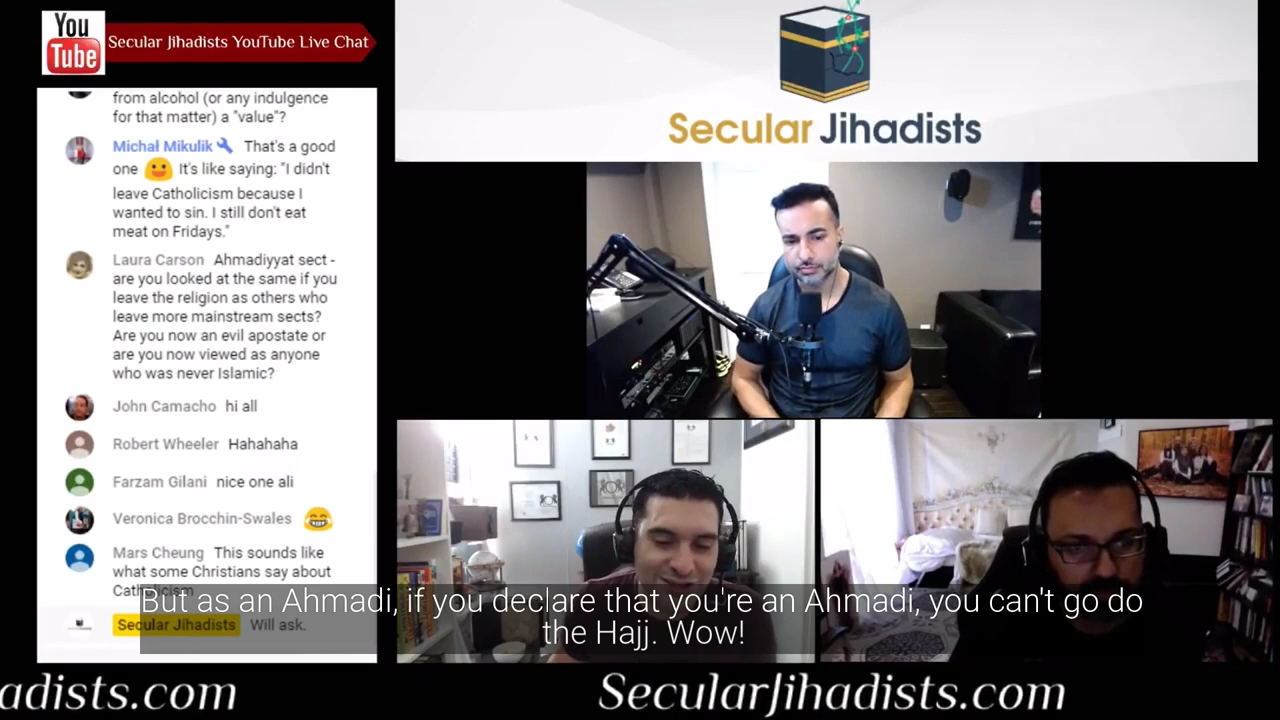 You
Tube
Secular Jihadists YouTube Live Chat
from alcohol (or any indulgence
for that matter) a "value"?
Michał Mikulik That's a good
one It's like saying: "I didn't
leave Catholicism because I
wanted to sin. I still don't eat
meat on Fridays."
Laura Carson Ahmadiyyat sect -
are you looked at the same if you
leave the religion as others who
leave more mainstream sects?
Are you now an evil apostate or
are you now viewed as anyone
who was never Islamic?
John Camacho hi all
Robert Wheeler Hahahaha
Farzam Gilani nice one ali
Veronica Brocchin-Swales
Mars Cheung This sounds like
what some Christians say about
Catholicism
Secular Jihadists Will ask.
Secular Jihadists
But as an Ahmadi, if you declare that you're an Ahmadi, you can't go do
the Hajj. Wow!
adists.com
SecularJihadists.com